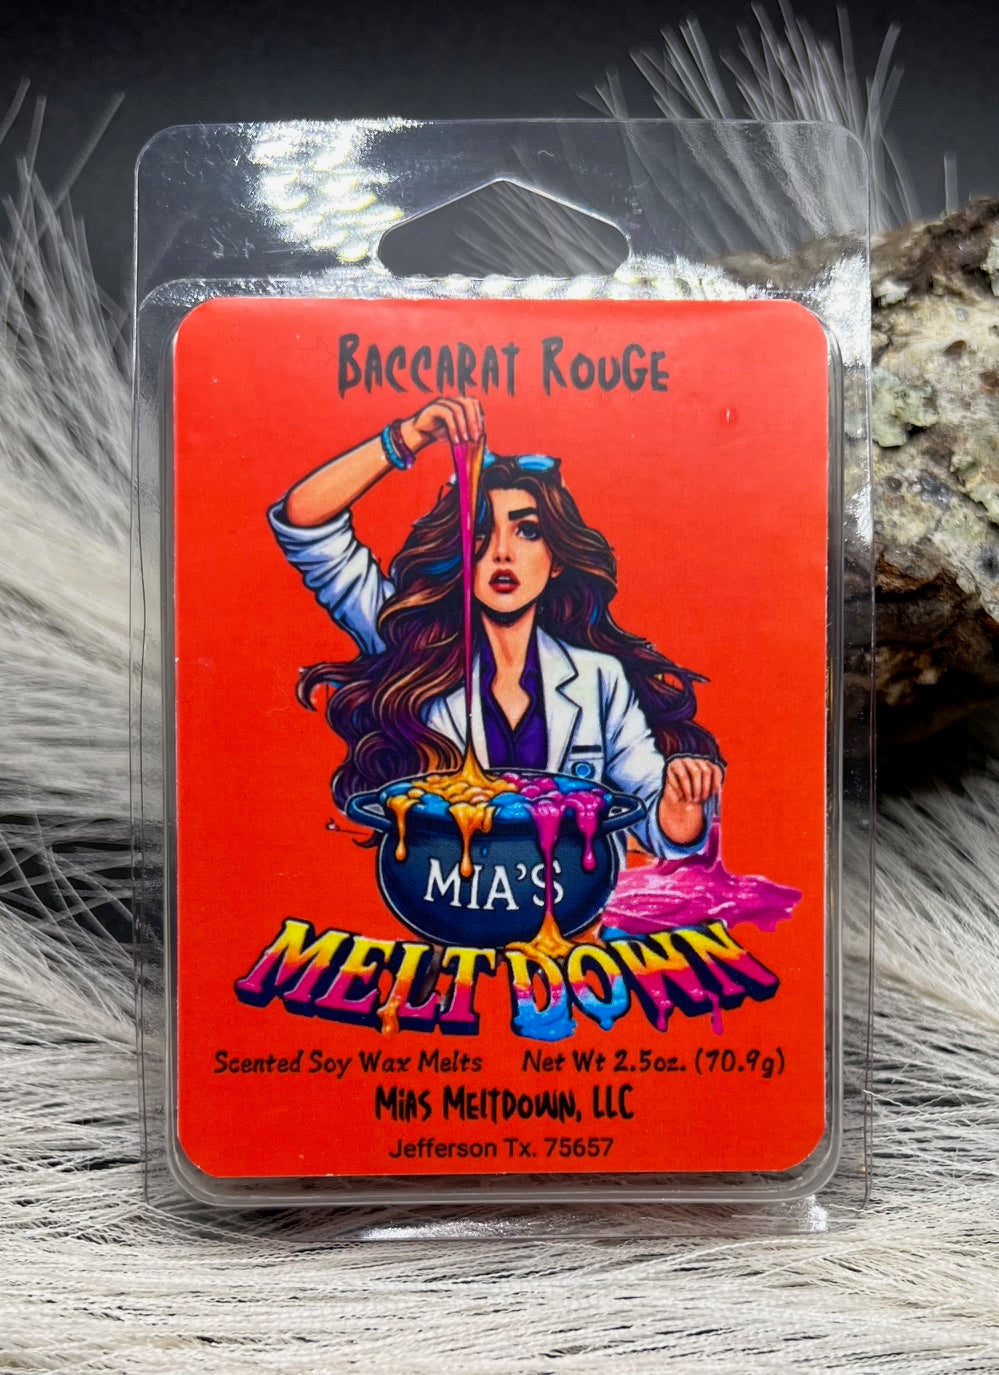 Baccarat Rouge
MIA'S
MELTDOWN
Scented Soy Wax Melts Net Wt 2.5oz. (70.9g)
Mias Meltdown, LLC
Jefferson Tx. 75657